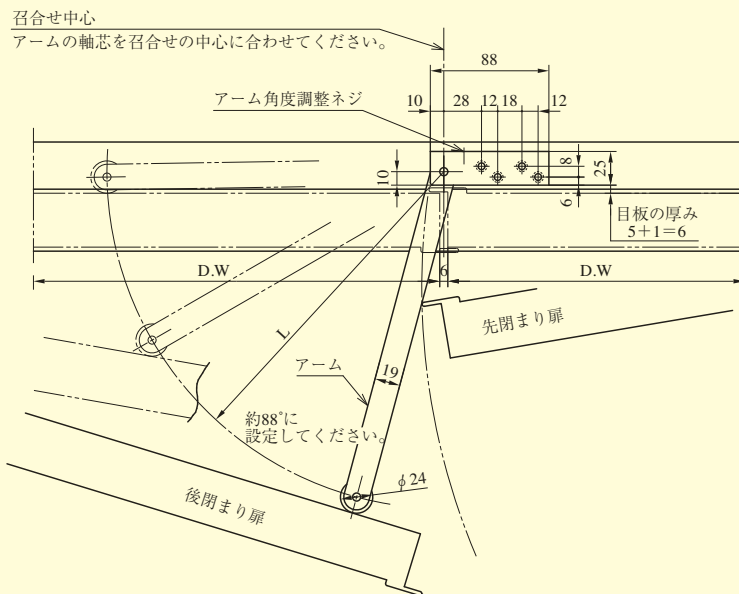 召合せ中心
アームの軸芯を召合せの中心に合わせてください。
88
10 28 12 18 12
アーム角度調整ネジ
10
8
25
6
目板の厚み
5+1=6
D.W
6
D.W
先閉まり扉
L
アーム
19
約88°に
設定してください。
φ24
後閉まり扉